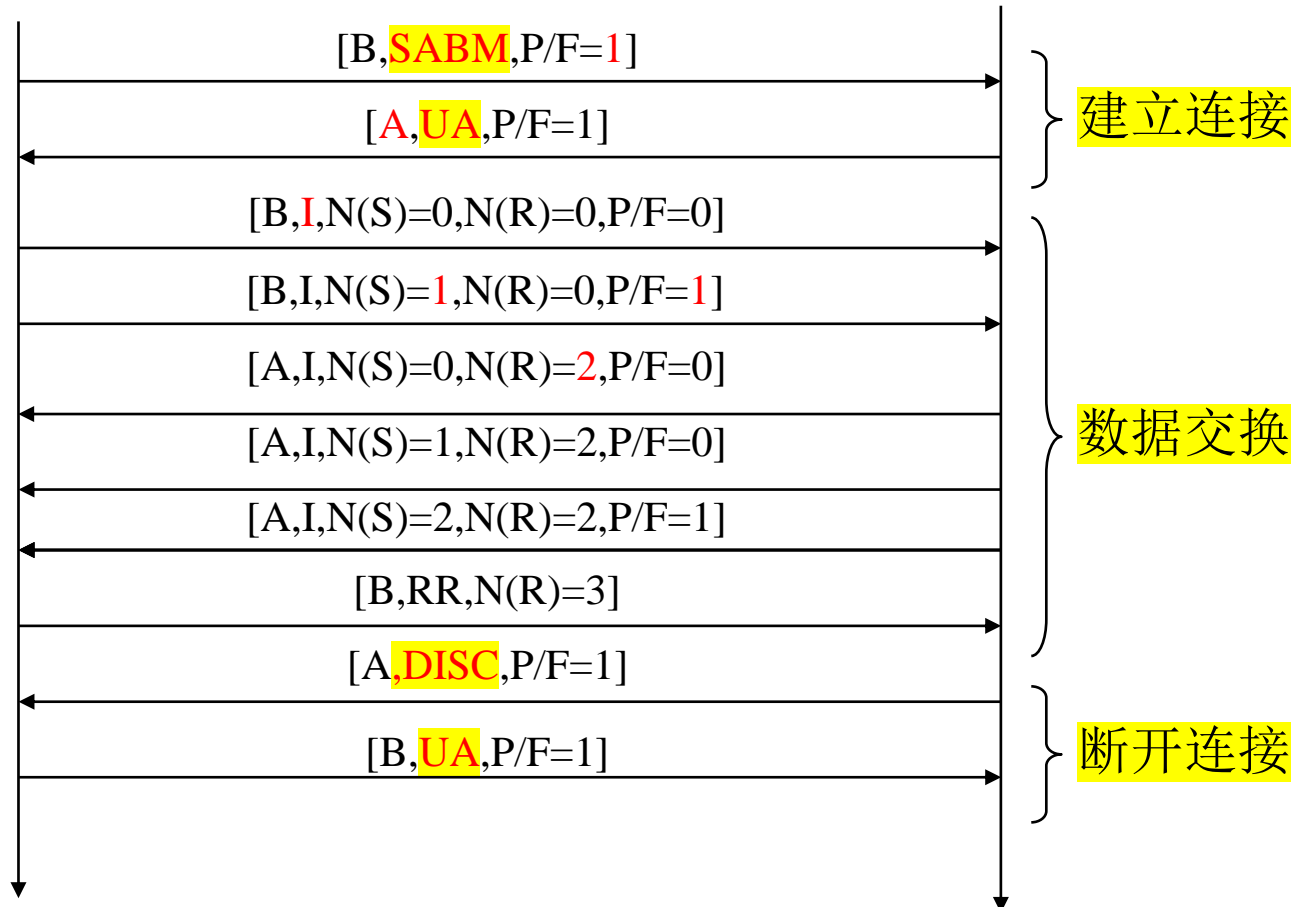 [B,SABM,P/F=1]
[A,UA,P/F=1]
建立连接
[B,I,N(S)=0,N(R)=0,P/F=0]
[B,I,N(S)=1,N(R)=0,P/F=1]
[A,I,N(S)=0,N(R)=2,P/F=0]
[A,I,N(S)=1,N(R)=2,P/F=0]
数据交换
[A,I,N(S)=2,N(R)=2,P/F=1]
[B,RR,N(R)=3]
[A,DISC,P/F=1]
[B,UA,P/F=1]
断开连接